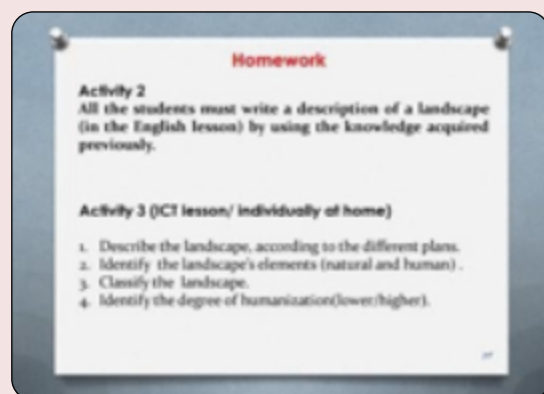 Homework
Activity 2
All the students must write a description of a landscape
(in the English lesson) by using the knowledge acquired
previously.
Activity 3 (ICT lesson/ individually at home)
1. Describe the landscape, according to the different plans.
2. Identify the landscape's elements (natural and human) .
3. Classify the landscape.
4. Identify the degree of humanization(lower/higher).